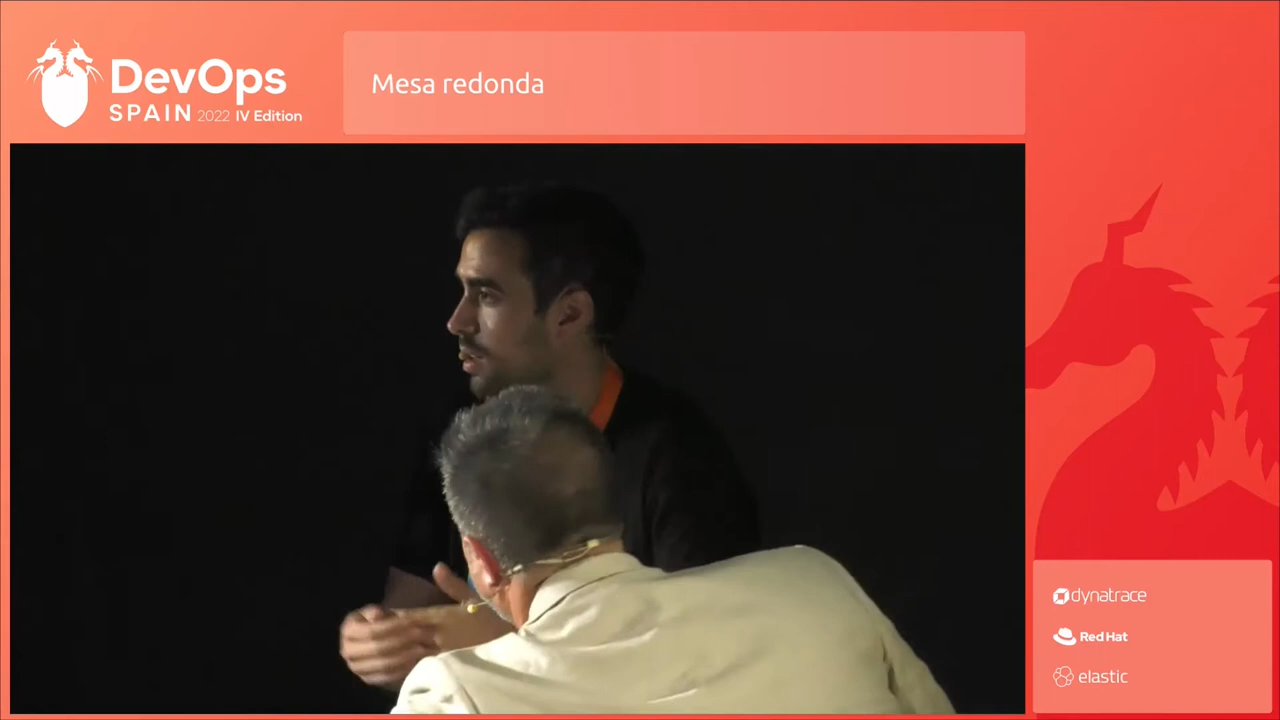 DevOps
SPAIN 2022 IV Edition
Mesa redonda
dynatrace
Red Hat
elastic